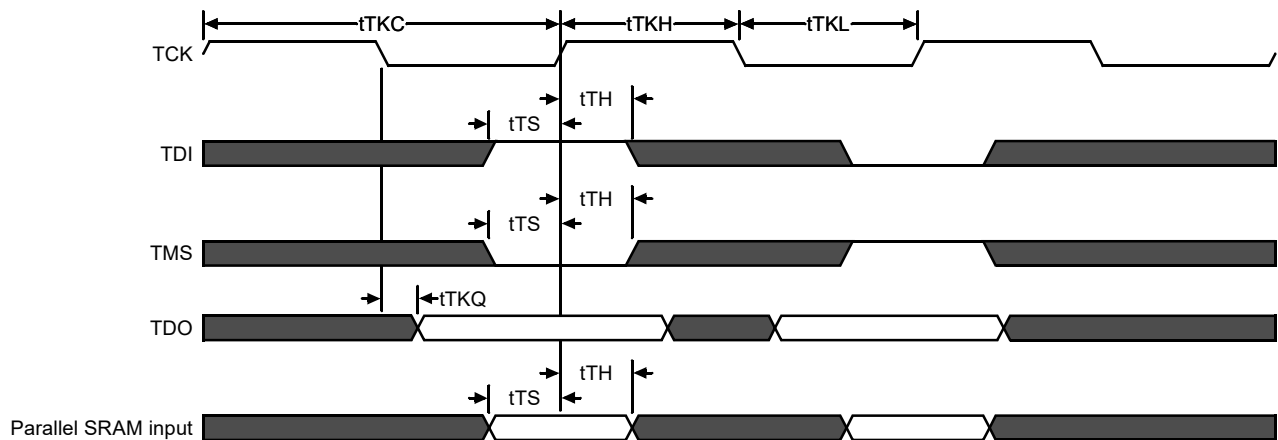 tTKC tTKH tTKL
TCK
tTH
tTS
TDI
tTH
tTS
TMS
tTKQ
TDO
tTH
tTS
Parallel SRAM input